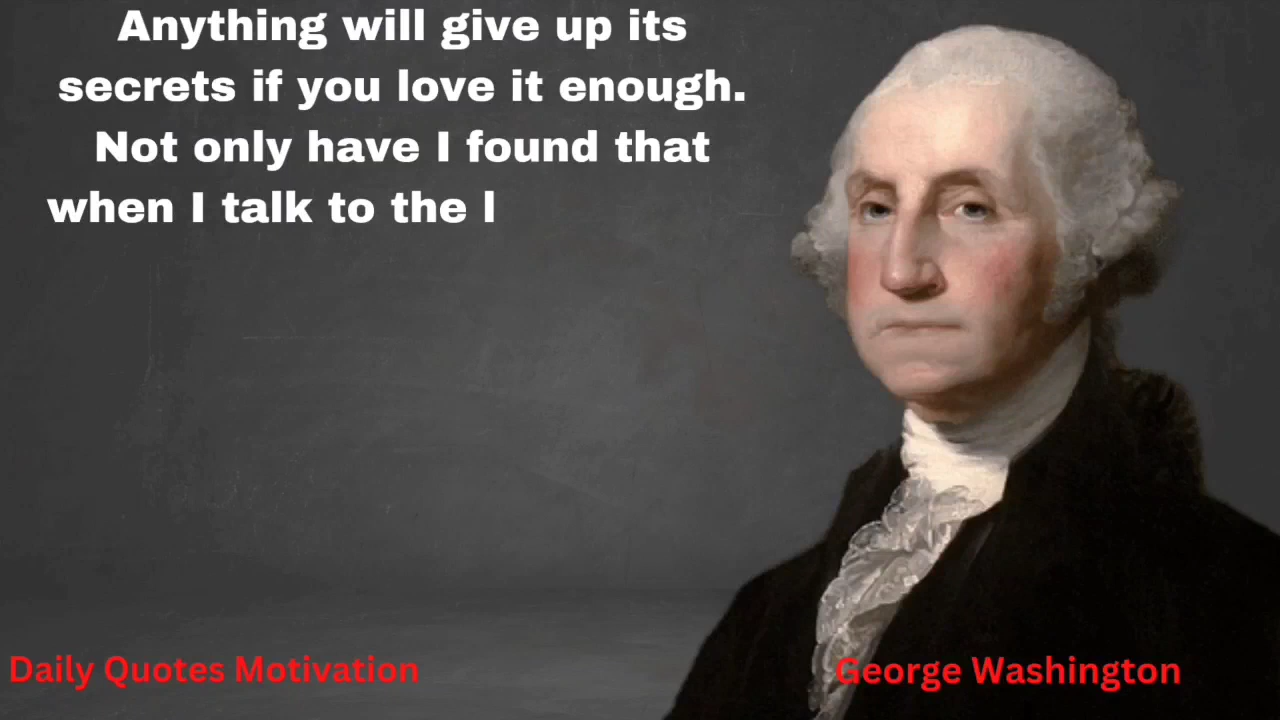 Anything will give up its
secrets if you love it enough.
Not only have I found that
when I talk to the l
Daily Quotes Motivation
George Washington